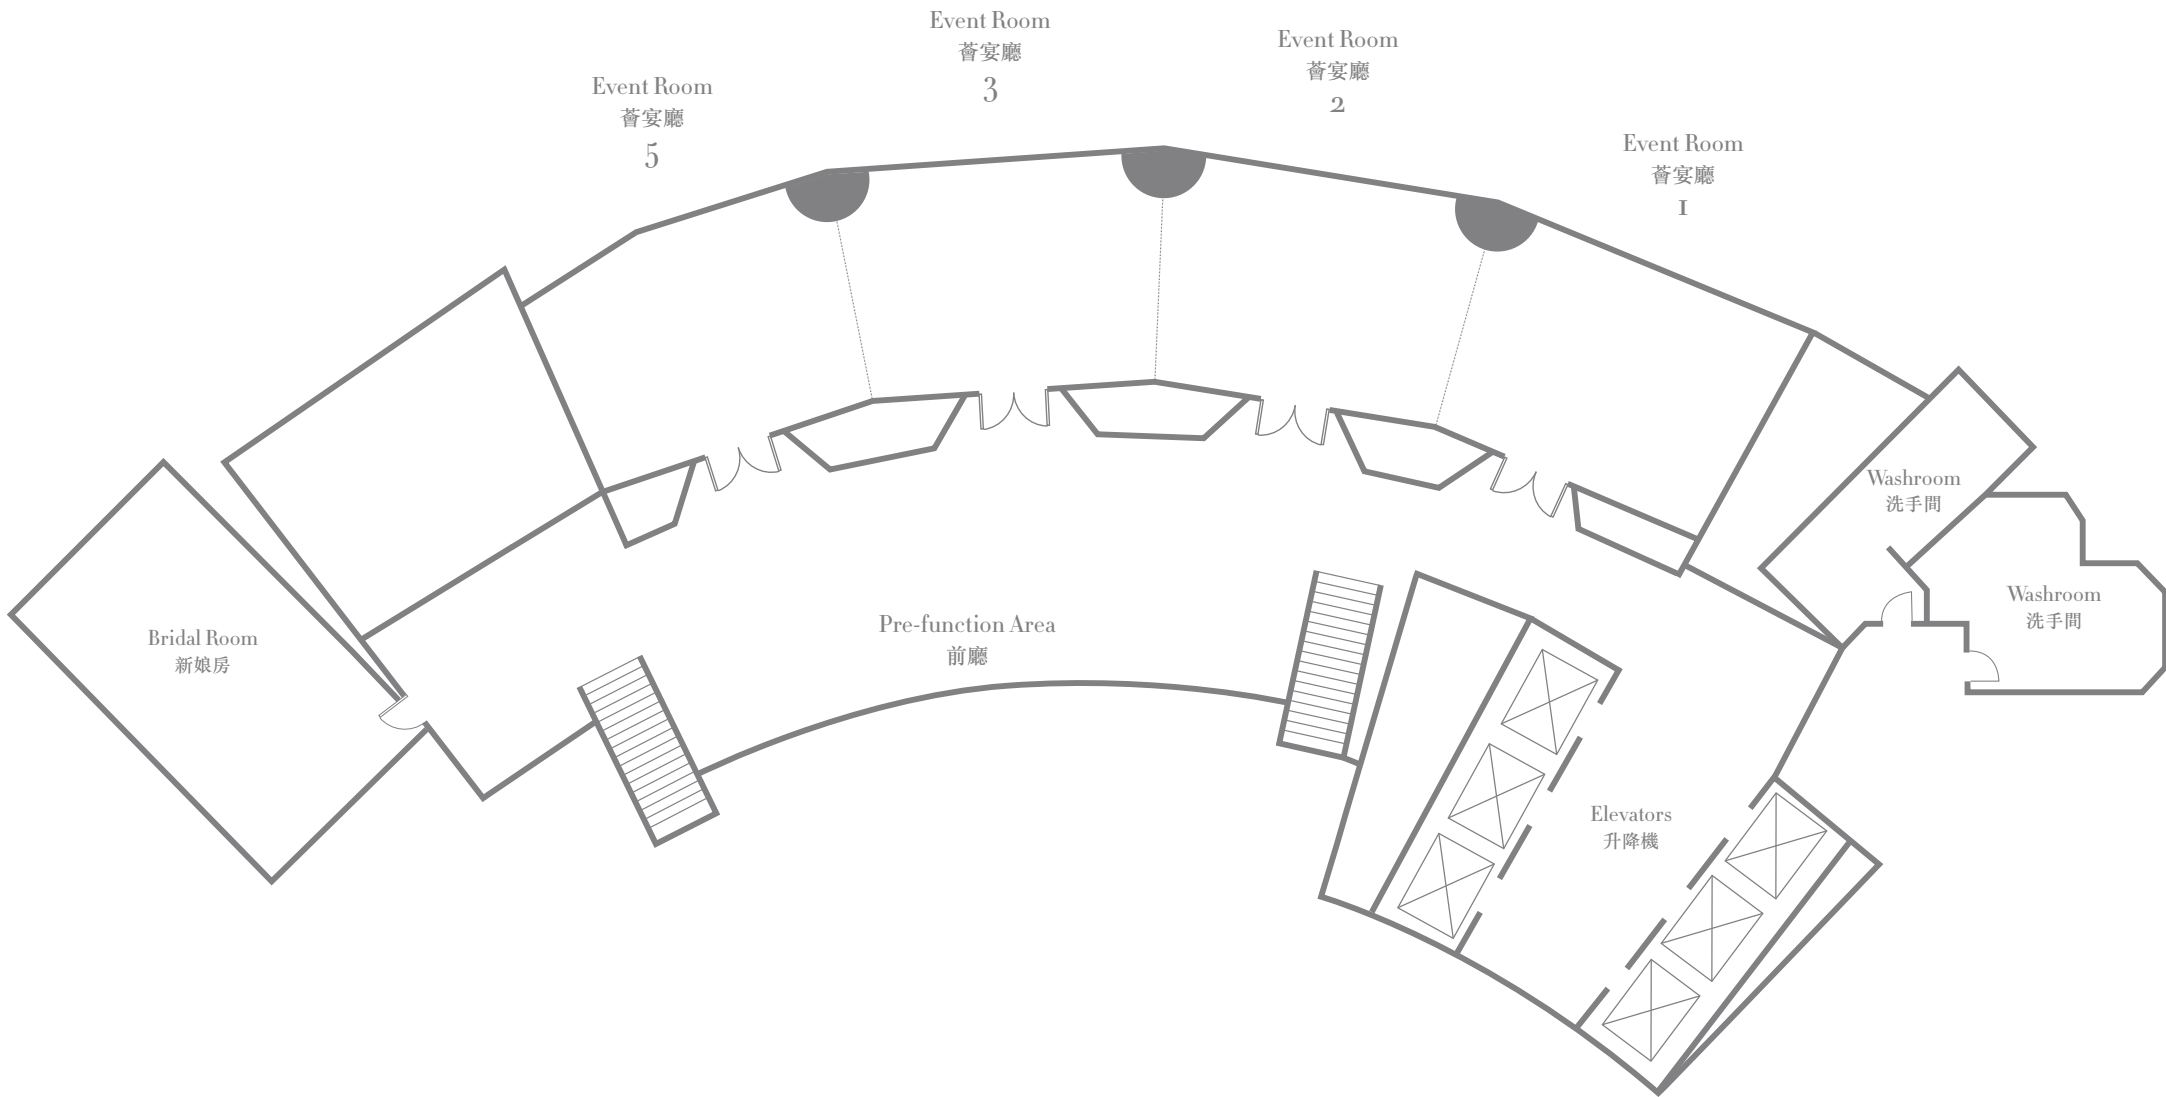 Event Room
薈宴廳
5
Event Room
薈宴廳
3
Event Room
薈宴廳
2
Event Room
薈宴廳
1
Washroom
洗手間
Washroom
洗手間
Bridal Room
新娘房
Pre-function Area
前廳
Elevators
升降機